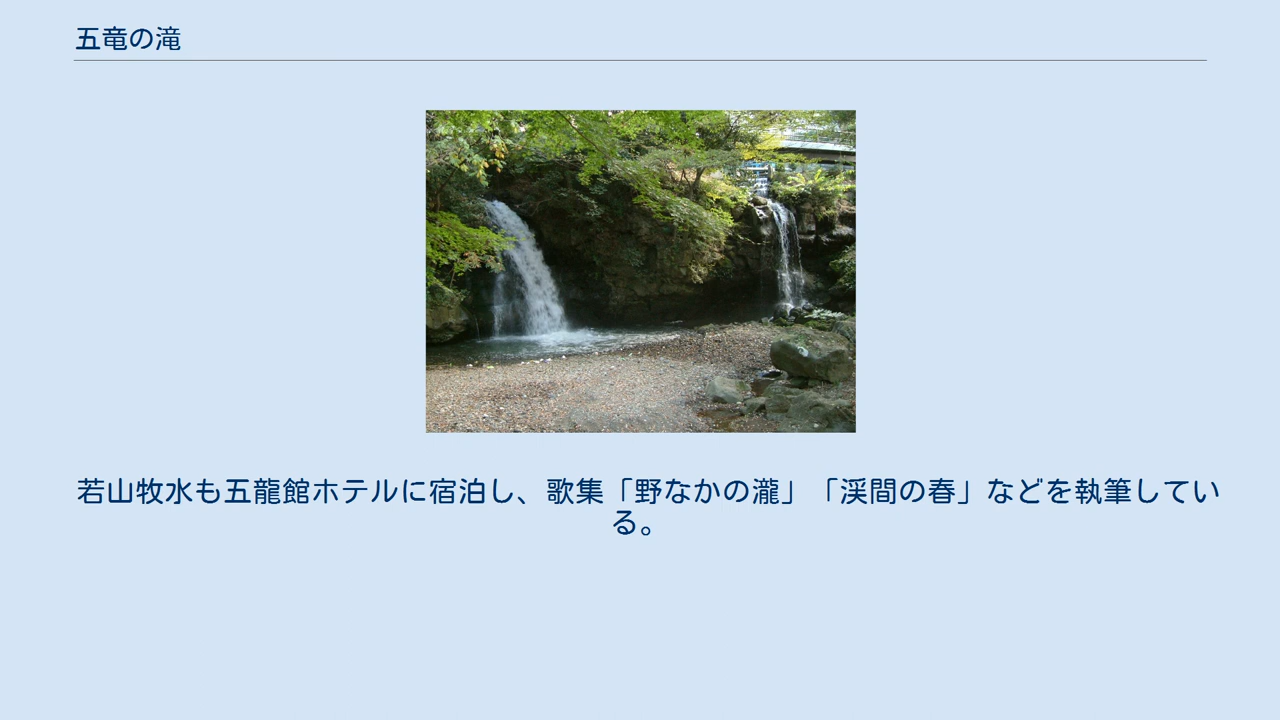 五竜の滝
若山牧水も五龍館ホテルに宿泊し、歌集「野なかの瀧」「渓間の春」などを執筆してい
る。